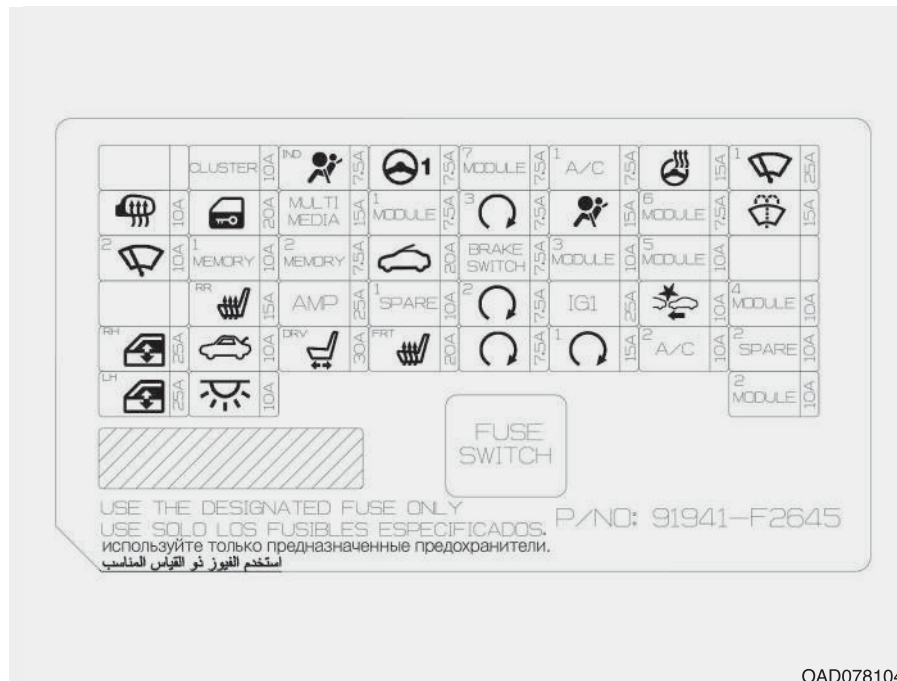 CLUSTER 10A IND 7.5A 1 7.5A 7 MODULE 7.5A 1 A/C 7.5A 15A 1 25A
10A 20A MULTI MEDIA 15A 1 MODULE 7.5A 3 7.5A 15A 6 MODULE 7.5A 15A
2 10A 1 MEMORY 10A 2 MEMORY 7.5A 20A BRAKE SWITCH 7.5A 3 MODULE 10A 5 MODULE 10A
RR 15A AMP 25A 1 SPARE 10A 2 7.5A IG1 25A 10A 4 MODULE 10A
RH 25A 10A DRV 30A FRT 20A 7.5A 1 15A 2 A/C 10A 2 SPARE 10A
LH 25A 10A 2 MODULE 10A
FUSE
SWITCH
USE THE DESIGNATED FUSE ONLY
USE SOLO LOS FUSIBLES ESPECIFICADOS.
используйте только предназначенные предохранители.
استخدم الفيوز ذو القياس المناسب
P/NO: 91941-F2645
OAD078104